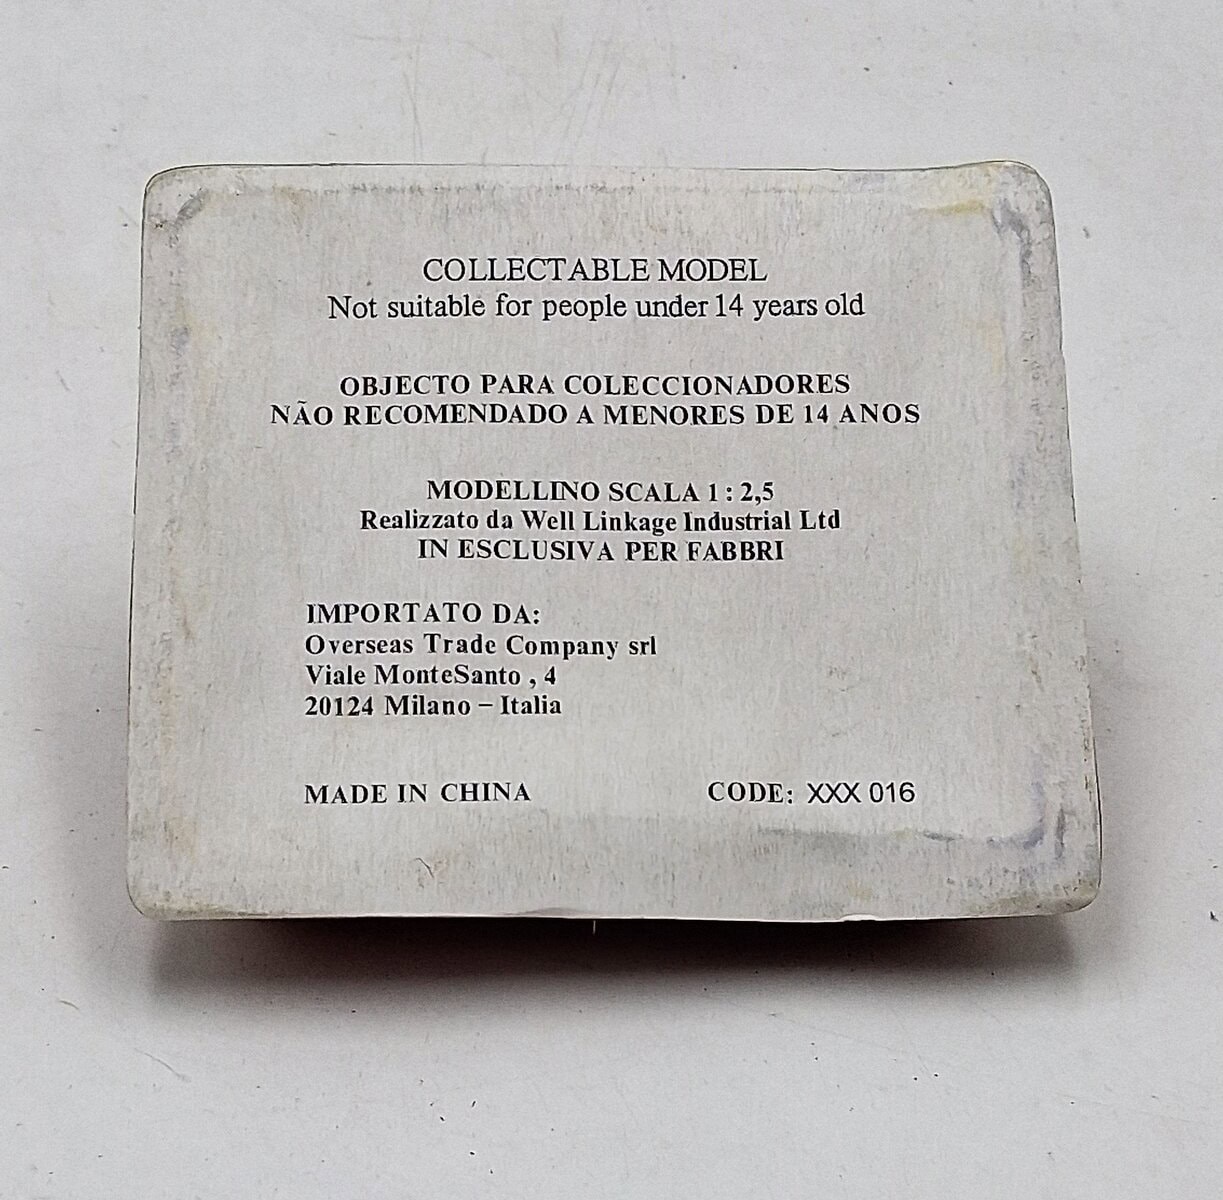 COLLECTABLE MODEL
Not suitable for people under 14 years old
OBJECTO PARA COLECCIONADORES
NÃO RECOMENDADO A MENORES DE 14 ANOS
MODELLINO SCALA 1 : 2,5
Realizzato da Well Linkage Industrial Ltd
IN ESCLUSIVA PER FABBRI
IMPORTATO DA:
Overseas Trade Company srl
Viale MonteSanto , 4
20124 Milano – Italia
MADE IN CHINA CODE: XXX 016